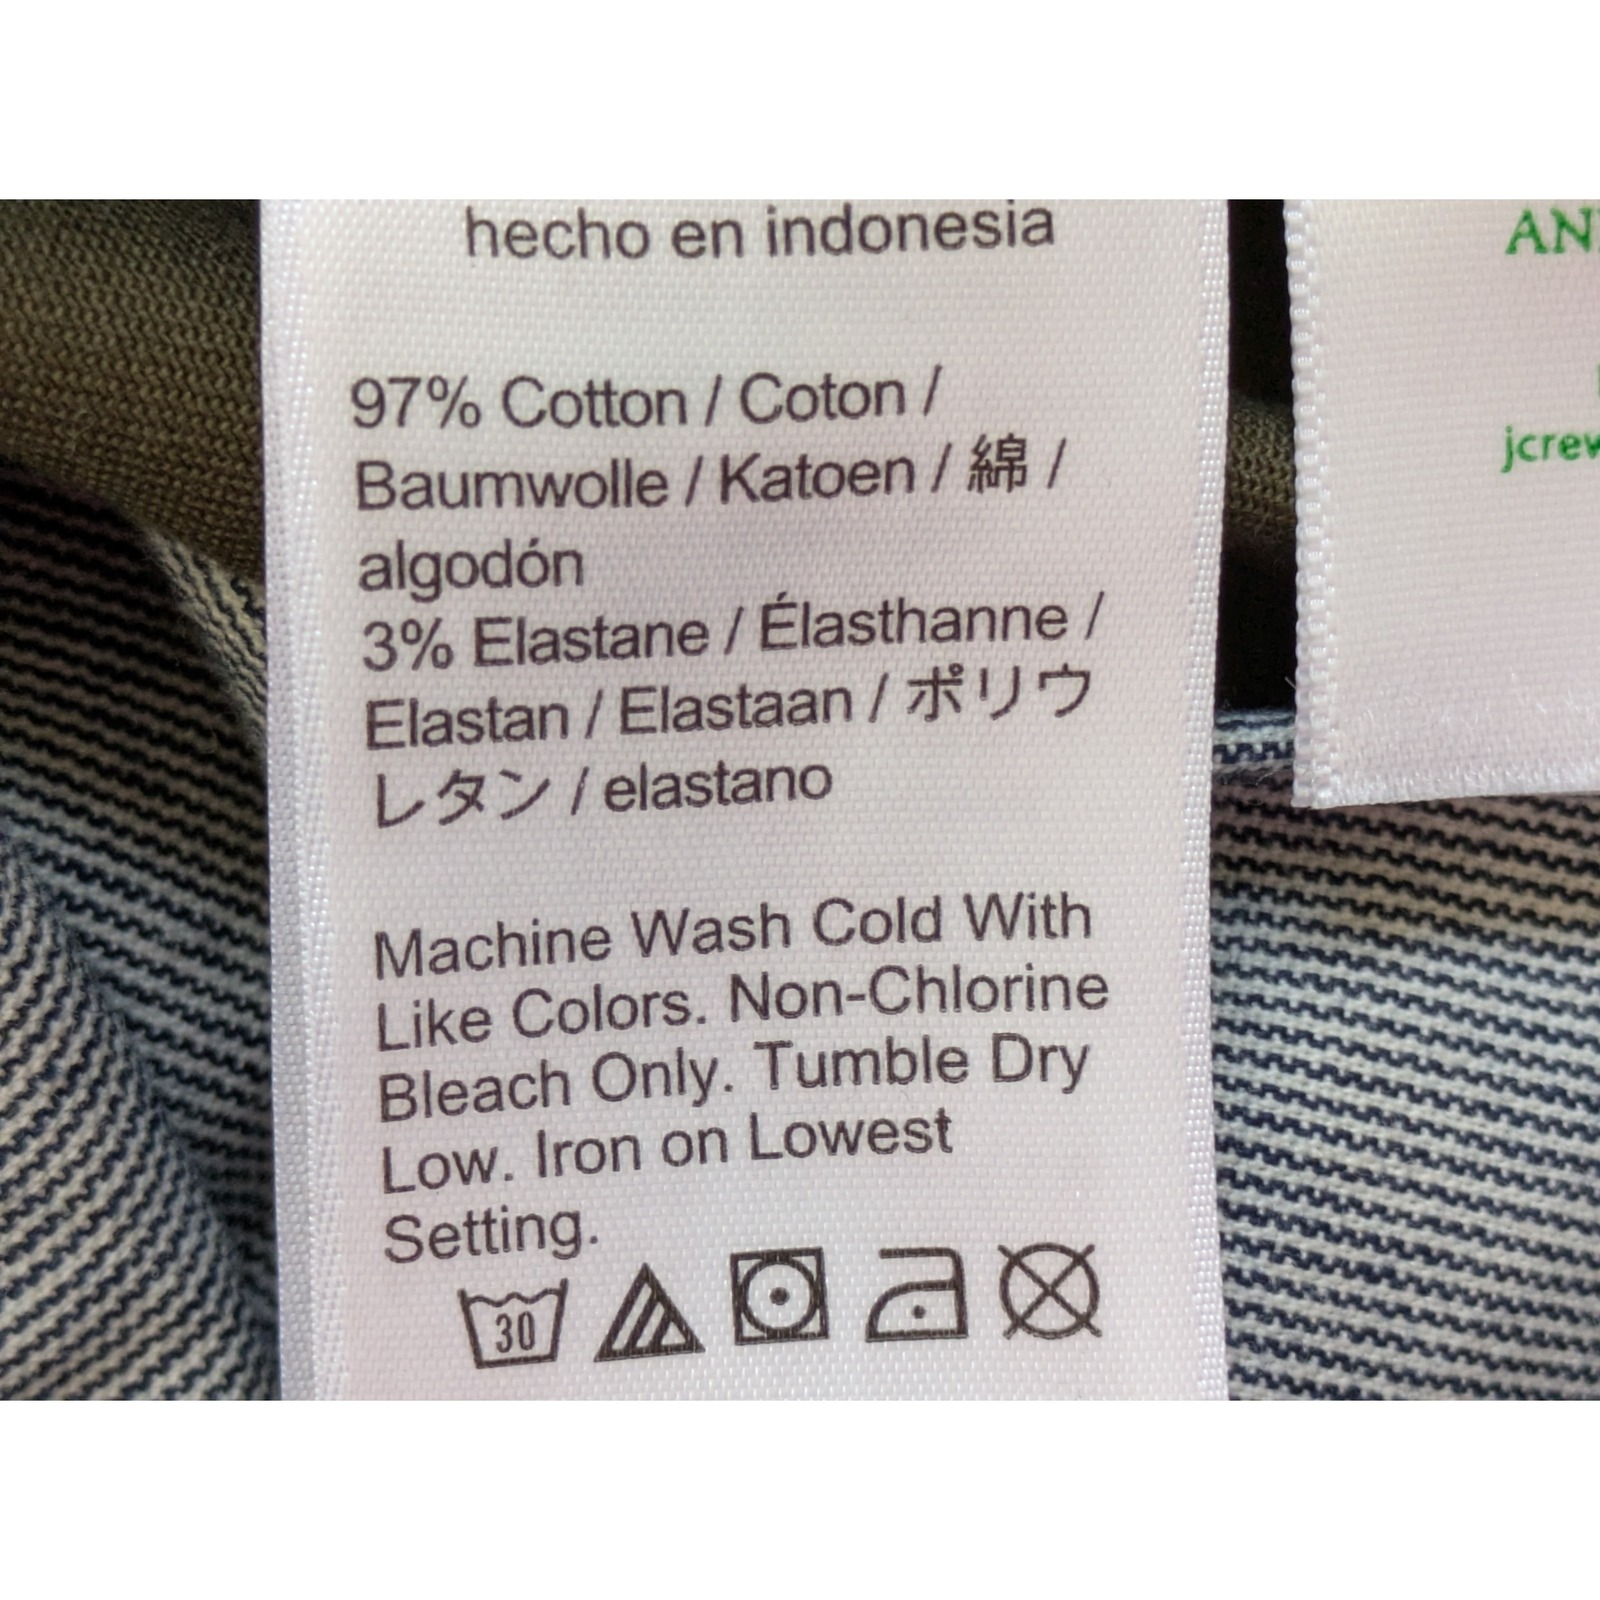 hecho en indonesia
97% Cotton / Coton /
Baumwolle / Katoen / 綿 /
algodón
3% Elastane / Élasthanne /
Elastan / Elastaan / ポリウ
レタン / elastano
Machine Wash Cold With
Like Colors. Non-Chlorine
Bleach Only. Tumble Dry
Low. Iron on Lowest
Setting.
30